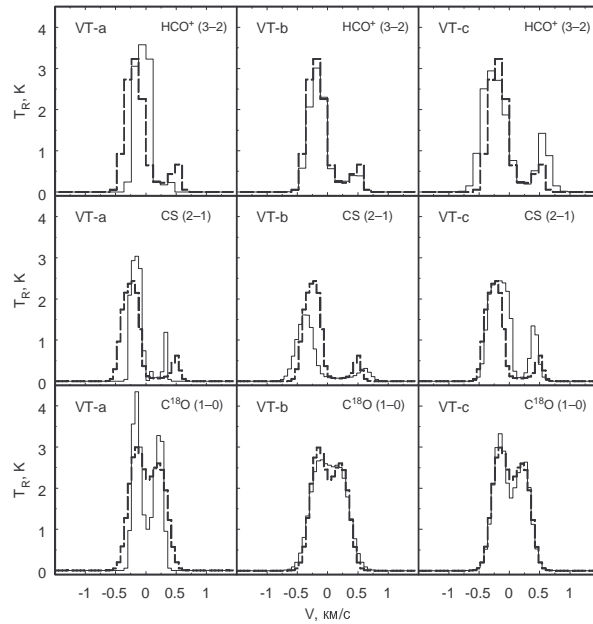 VT-a HCO⁺ (3–2) VT-b HCO⁺ (3–2) VT-c HCO⁺ (3–2)
4
3
2
1
0
T_R, K
VT-a CS (2–1) VT-b CS (2–1) VT-c CS (2–1)
4
3
2
1
0
T_R, K
VT-a C¹⁸O (1–0) VT-b C¹⁸O (1–0) VT-c C¹⁸O (1–0)
4
3
2
1
0
T_R, K
-1 -0.5 0 0.5 1 -1 -0.5 0 0.5 1 -1 -0.5 0 0.5 1
V, км/с